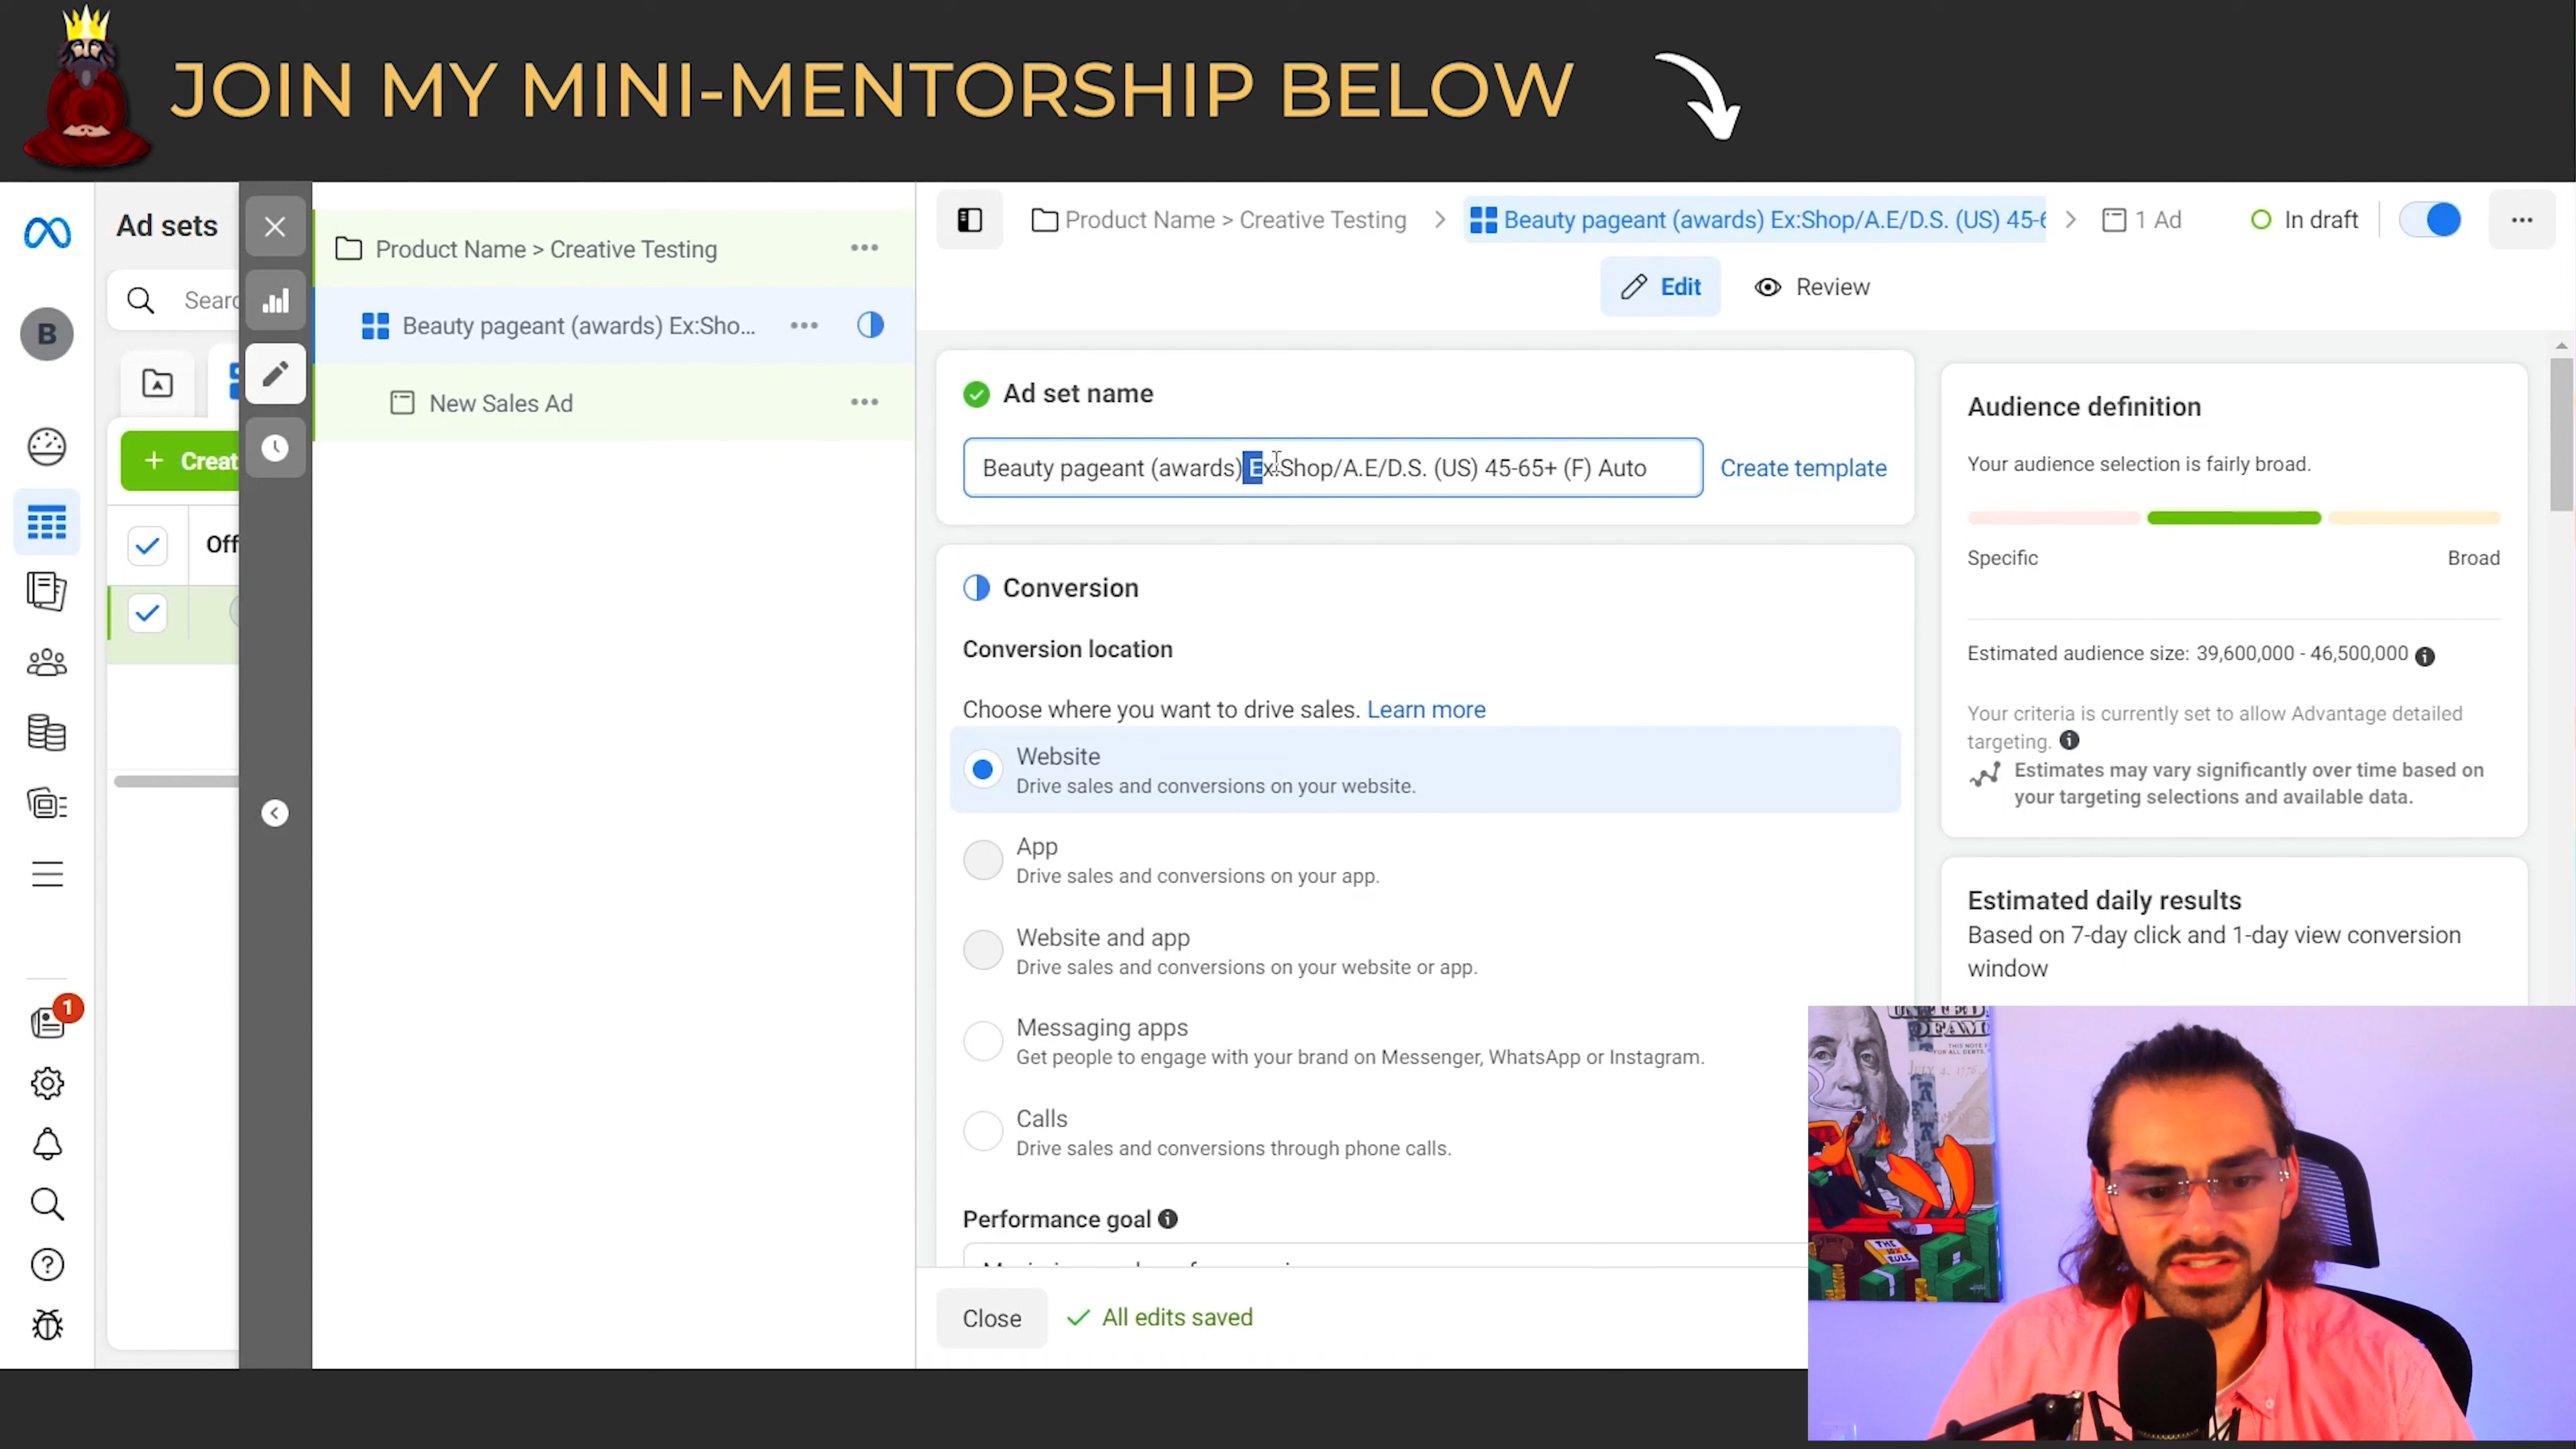 JOIN MY MINI-MENTORSHIP BELOW
Ad sets
Product Name > Creative Testing
Product Name > Creative Testing
Beauty pageant (awards) Ex:Shop/A.E/D.S. (US) 45-6
1 Ad
In draft
Searc
B
Beauty pageant (awards) Ex:Sho...
Edit
Review
New Sales Ad
Ad set name
Audience definition
+ Creat
Beauty pageant (awards) Ex:Shop/A.E/D.S. (US) 45-65+ (F) Auto
Create template
Your audience selection is fairly broad.
Off
Specific
Broad
Conversion
Conversion location
Estimated audience size: 39,600,000 - 46,500,000
Choose where you want to drive sales. Learn more
Your criteria is currently set to allow Advantage detailed
targeting.
Website
Drive sales and conversions on your website.
Estimates may vary significantly over time based on
your targeting selections and available data.
App
Drive sales and conversions on your app.
Estimated daily results
Based on 7-day click and 1-day view conversion
window
Website and app
Drive sales and conversions on your website or app.
1
Messaging apps
Get people to engage with your brand on Messenger, WhatsApp or Instagram.
Calls
Drive sales and conversions through phone calls.
Performance goal
Close
All edits saved
JULY 4, 1776
THE
RULE